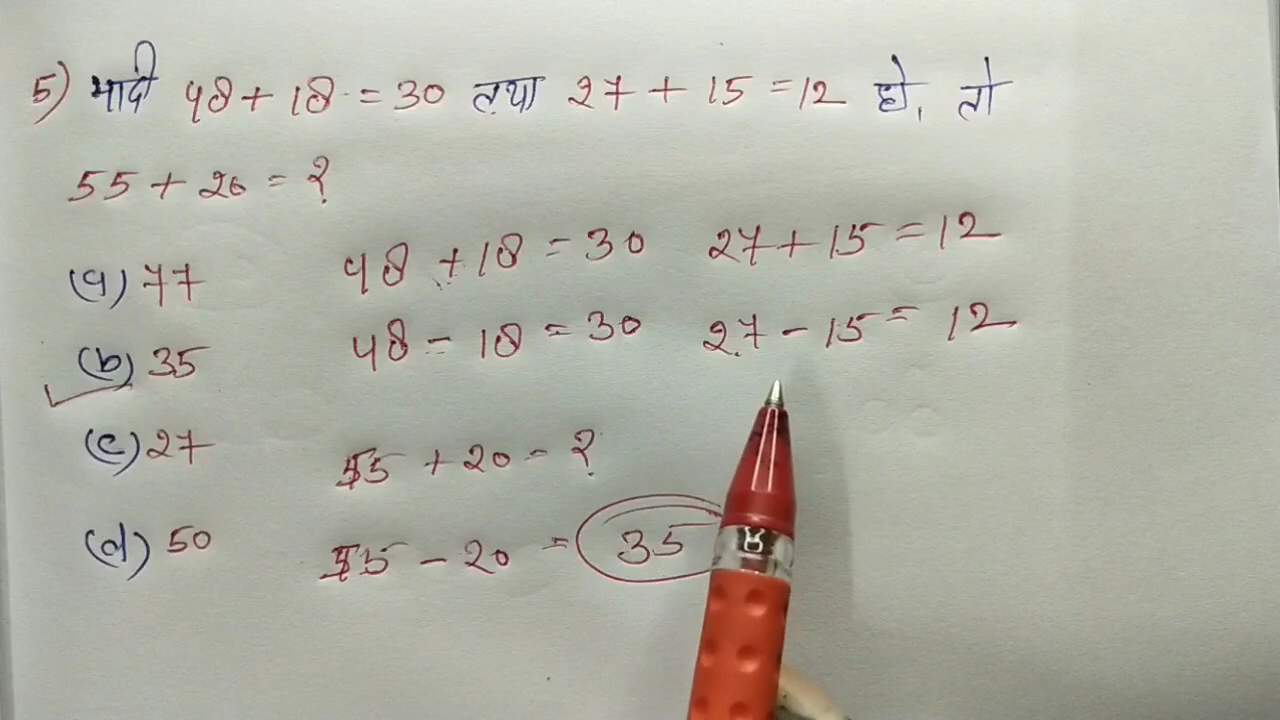 5) यादी 48 + 18 = 30 तथा 27 + 15 = 12 हो, तो
55 + 20 = ?
(a) 77
48 + 18 = 30 27 + 15 = 12
(b) 35
48 - 18 = 30 27 - 15 = 12
(c) 27
55 + 20 = ?
(d) 50
55 - 20 = 35